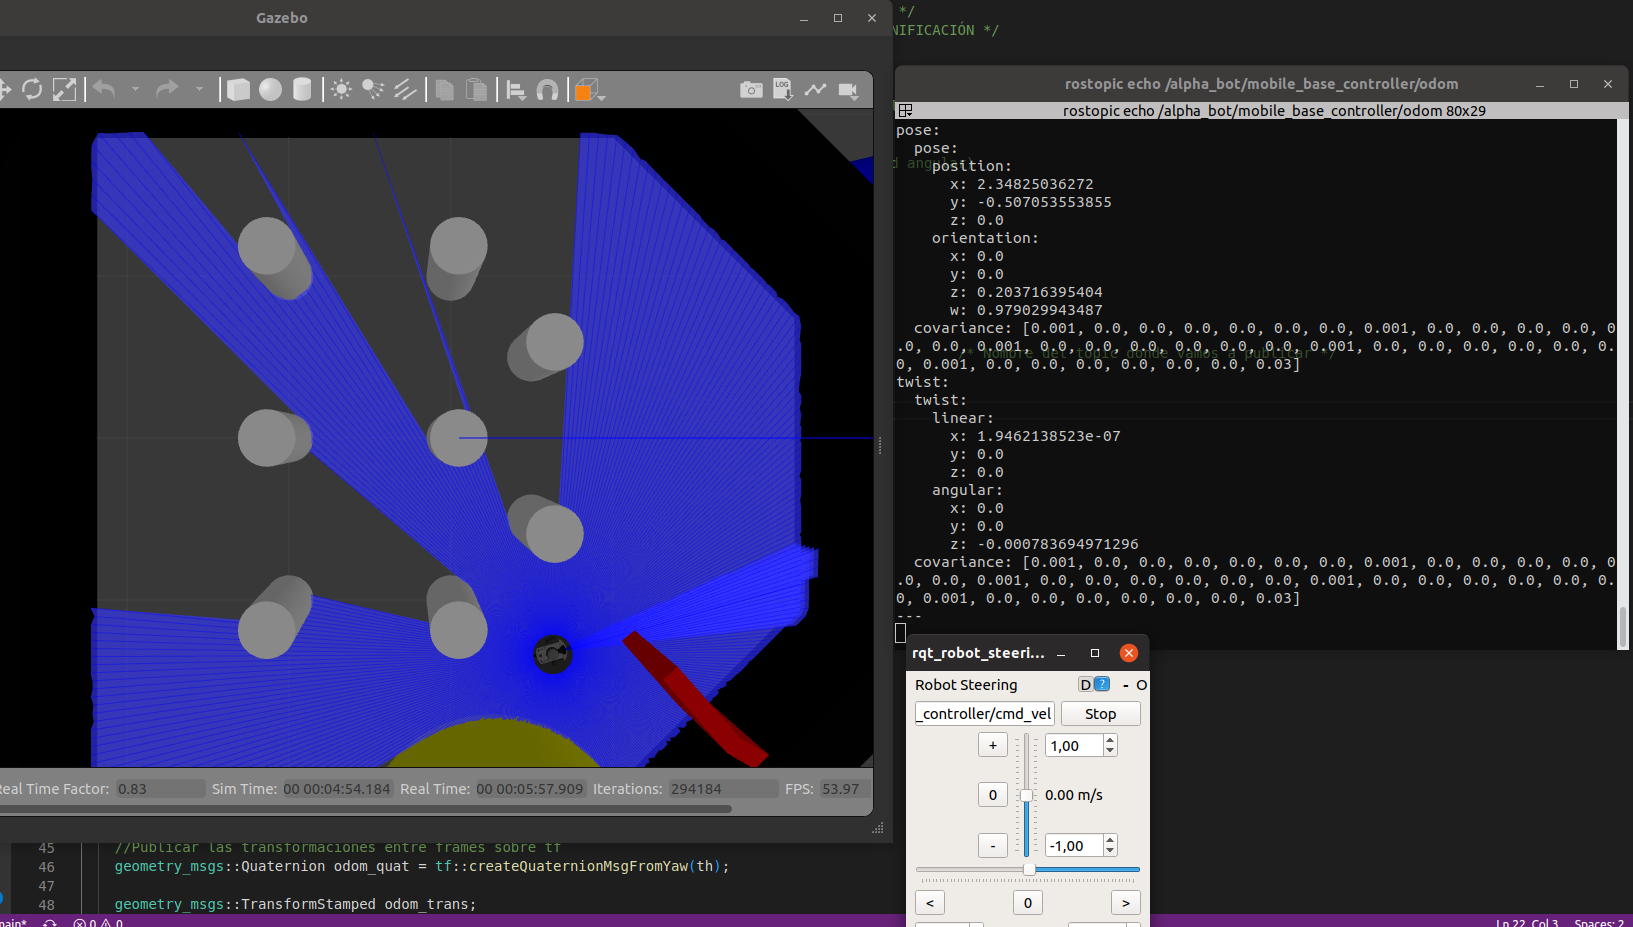 Gazebo
*/
NIFICACIÓN */
rostopic echo /alpha_bot/mobile_base_controller/odom
rostopic echo /alpha_bot/mobile_base_controller/odom 80x29
LOG
pose:
pose:
d angular)
position:
x: 2.34825036272
y: -0.507053553855
z: 0.0
orientation:
x: 0.0
y: 0.0
z: 0.203716395404
w: 0.979029943487
covariance: [0.001, 0.0, 0.0, 0.0, 0.0, 0.0, 0.0, 0.001, 0.0, 0.0, 0.0, 0.0, 0
.0, 0.0, 0.001, 0.0, 0.0, 0.0, 0.0, 0.0, 0.0, 0.001, 0.0, 0.0, 0.0, 0.0, 0.0, 0.
/* Nombre del topic donde vamos a publicar */
0, 0.001, 0.0, 0.0, 0.0, 0.0, 0.0, 0.0, 0.03]
twist:
twist:
linear:
x: 1.9462138523e-07
y: 0.0
z: 0.0
angular:
x: 0.0
y: 0.0
z: -0.000783694971296
covariance: [0.001, 0.0, 0.0, 0.0, 0.0, 0.0, 0.0, 0.001, 0.0, 0.0, 0.0, 0.0, 0
.0, 0.0, 0.001, 0.0, 0.0, 0.0, 0.0, 0.0, 0.0, 0.001, 0.0, 0.0, 0.0, 0.0, 0.0, 0.
0, 0.001, 0.0, 0.0, 0.0, 0.0, 0.0, 0.0, 0.03]
---
rqt_robot_steeri...
Robot Steering
D ? - O
_controller/cmd_vel Stop
+ 1,00
0 0.00 m/s
- -1,00
< 0 >
eal Time Factor: 0.83 Sim Time: 00 00:04:54.184 Real Time: 00 00:05:57.909 Iterations: 294184 FPS: 53.97
45 //Publicar las transformaciones entre frames sobre tf
46 geometry_msgs::Quaternion odom_quat = tf::createQuaternionMsgFromYaw(th);
47
48 geometry_msgs::TransformStamped odom_trans;
main* 0 0 Ln 22, Col 3 Spaces: 2